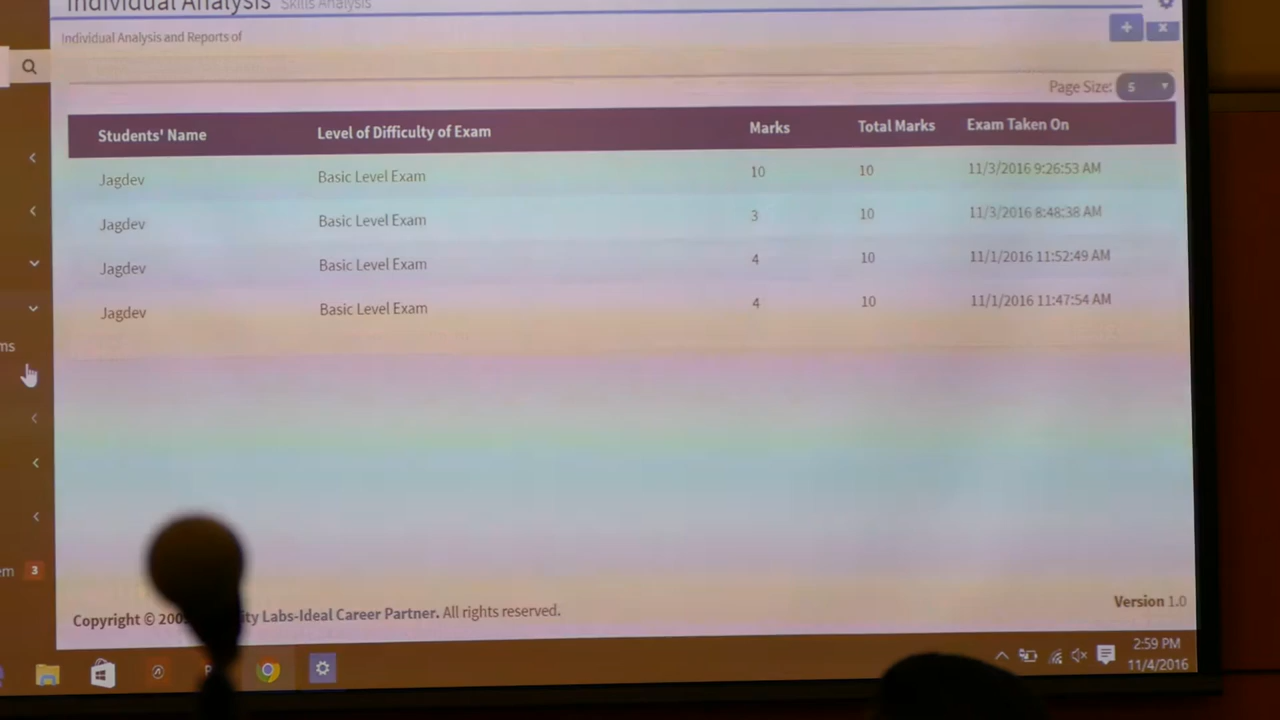 Individual Analysis Skills Analysis
Individual Analysis and Reports of
Page Size: 5
Students' Name Level of Difficulty of Exam Marks Total Marks Exam Taken On
Jagdev Basic Level Exam 10 10 11/3/2016 9:26:53 AM
Jagdev Basic Level Exam 3 10 11/3/2016 8:48:38 AM
Jagdev Basic Level Exam 4 10 11/1/2016 11:52:49 AM
Jagdev Basic Level Exam 4 10 11/1/2016 11:47:54 AM
ms
em 3
Copyright © 200 ity Labs-Ideal Career Partner. All rights reserved.
Version 1.0
2:59 PM
11/4/2016